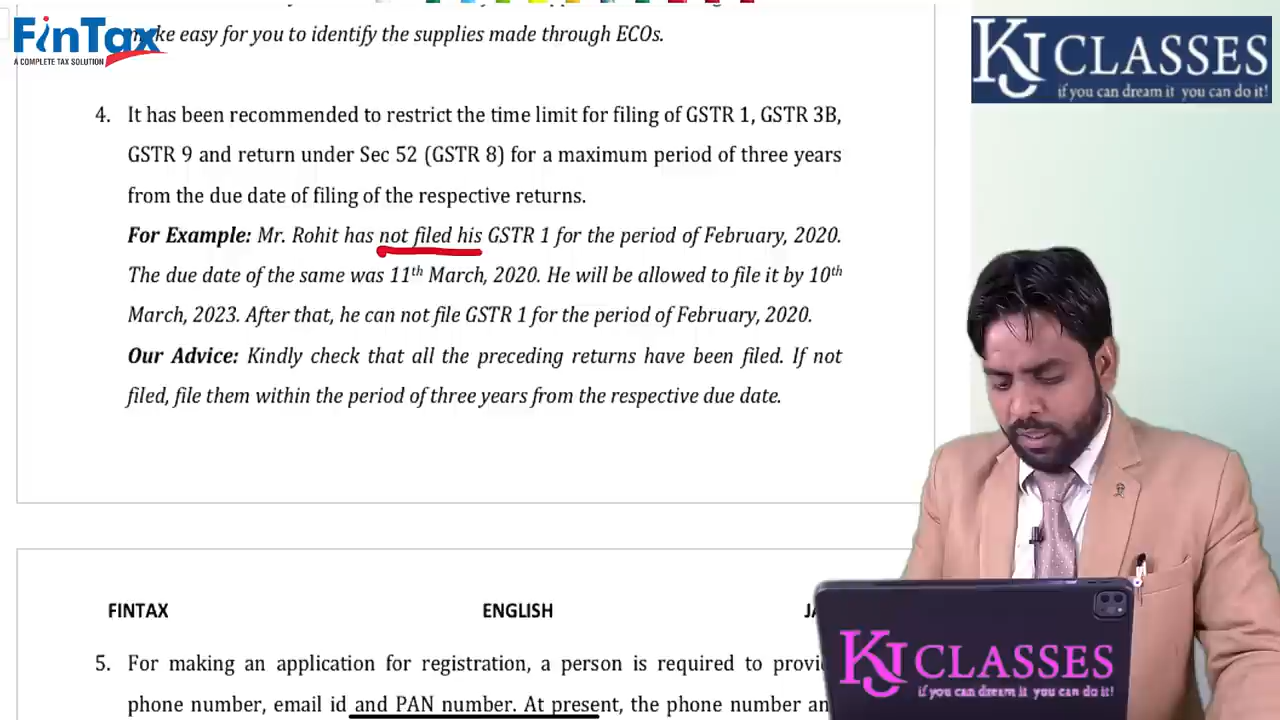 FinTax
A COMPLETE TAX SOLUTION
make easy for you to identify the supplies made through ECOs.
KJ CLASSES
if you can dream it you can do it!
4. It has been recommended to restrict the time limit for filing of GSTR 1, GSTR 3B,
GSTR 9 and return under Sec 52 (GSTR 8) for a maximum period of three years
from the due date of filing of the respective returns.
For Example: Mr. Rohit has not filed his GSTR 1 for the period of February, 2020.
The due date of the same was 11th March, 2020. He will be allowed to file it by 10th
March, 2023. After that, he can not file GSTR 1 for the period of February, 2020.
Our Advice: Kindly check that all the preceding returns have been filed. If not
filed, file them within the period of three years from the respective due date.
FINTAX ENGLISH
5. For making an application for registration, a person is required to
phone number, email id and PAN number. At present, the phone number
KJ CLASSES
if you can dream it you can do it!